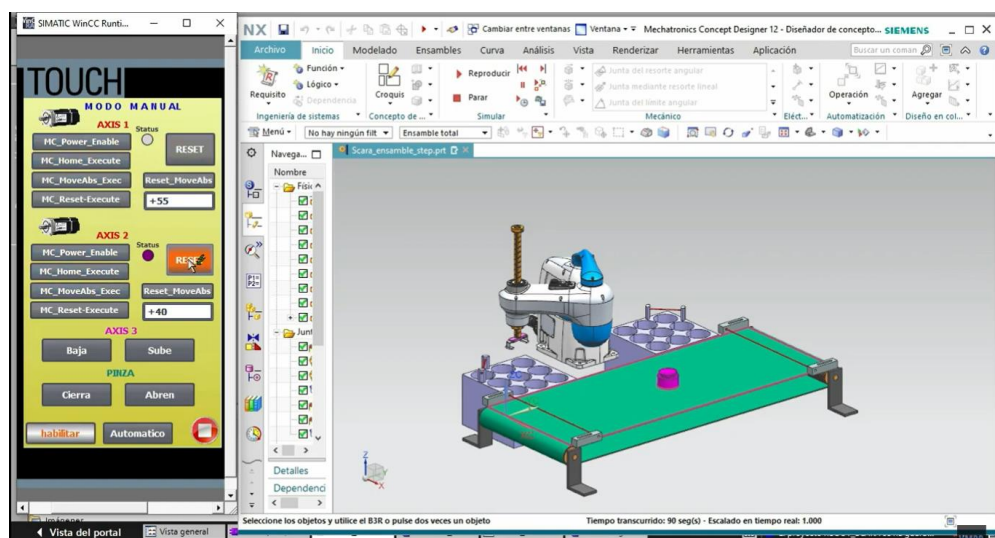 SIMATIC WinCC Runti...
TOUCH
MODO MANUAL
AXIS 1
Status
MC_Power_Enable
RESET
MC_Home_Execute
MC_MoveAbs_Exec
Reset_MoveAbs
MC_Reset-Execute
+55
AXIS 2
Status
MC_Power_Enable
RESET
MC_Home_Execute
MC_MoveAbs_Exec
Reset_MoveAbs
MC_Reset-Execute
+40
AXIS 3
Baja
Sube
PINZA
Cierra
Abren
habilitar
Automatico
Imágenes
Vista del portal
Vista general
NX
Cambiar entre ventanas
Ventana
Mechatronics Concept Designer 12 - Diseñador de concepto...
SIEMENS
Archivo
Inicio
Modelado
Ensambles
Curva
Análisis
Vista
Renderizar
Herramientas
Aplicación
Buscar un coman
Requisito
Función
Lógico
Dependencia
Croquis
Reproducir
Parar
Junta del resorte angular
Junta mediante resorte lineal
Junta del límite angular
Operación
Agregar
Ingeniería de sistemas
Concepto de ...
Simular
Mecánico
Eléct...
Automatización
Diseño en col...
Menú
No hay ningún filt
Ensamble total
Navega...
Scara_ensamble_step.prt
Nombre
Físic
Junt
Detalles
Dependenci
Z
X
Seleccione los objetos y utilice el B3R o pulse dos veces un objeto
Tiempo transcurrido: 90 seg(s) - Escalado en tiempo real: 1.000